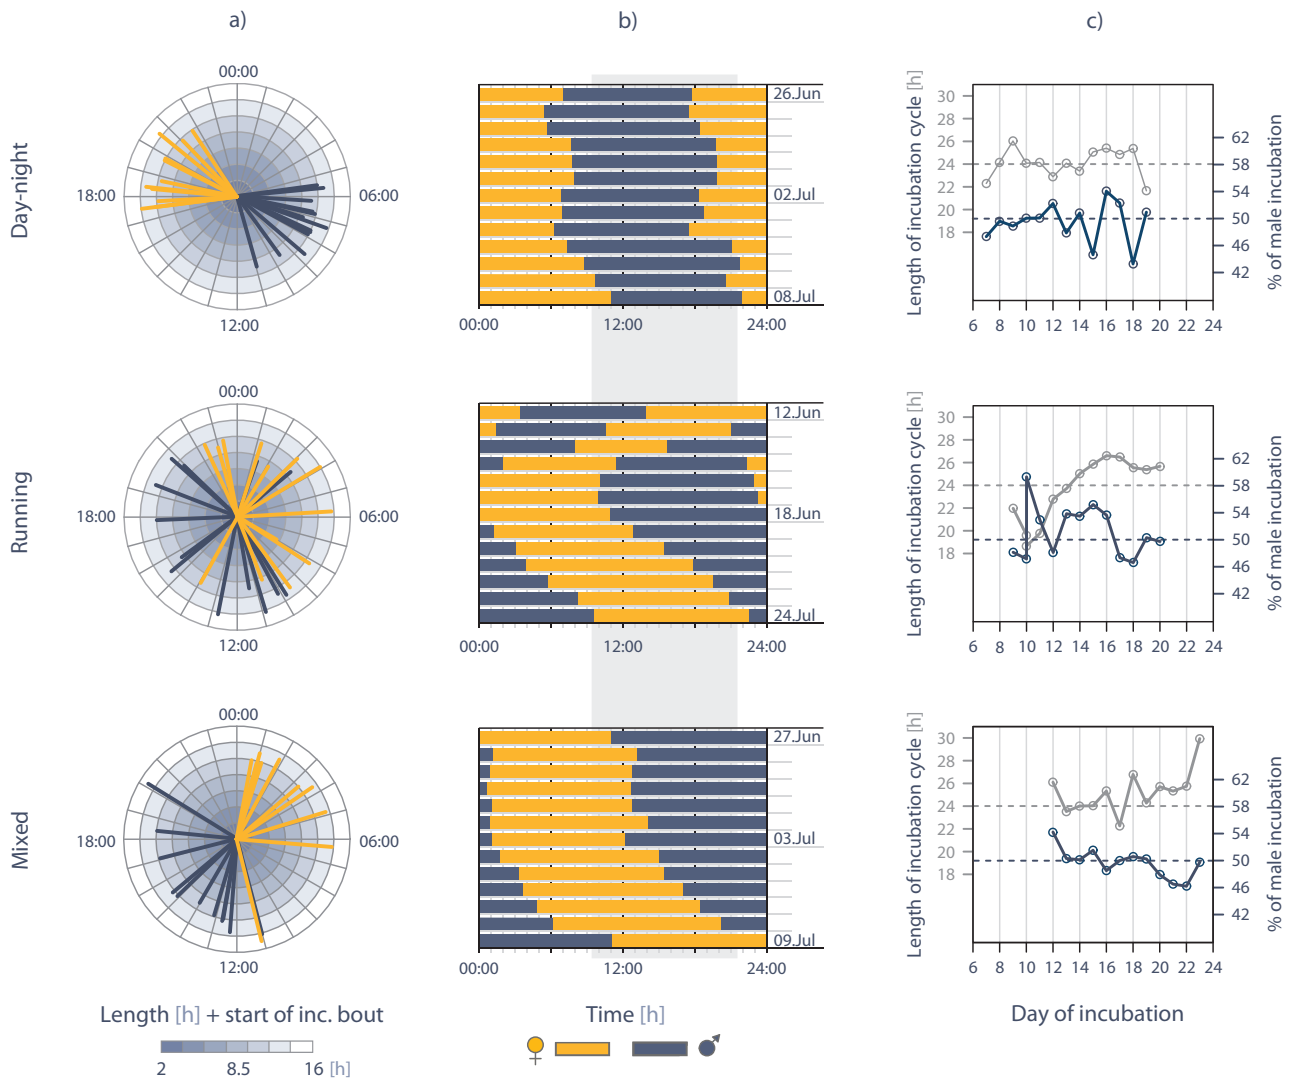 a)
b)
c)
Day-night
00:00
18:00
06:00
12:00
26.Jun
02.Jul
08.Jul
00:00
12:00
24:00
Length of incubation cycle [h]
30
28
26
24
22
20
18
62
58
54
50
46
42
% of male incubation
6 8 10 12 14 16 18 20 22 24
Running
00:00
18:00
06:00
12:00
12.Jun
18.Jun
24.Jul
00:00
12:00
24:00
Length of incubation cycle [h]
30
28
26
24
22
20
18
62
58
54
50
46
42
% of male incubation
6 8 10 12 14 16 18 20 22 24
Mixed
00:00
18:00
06:00
12:00
27.Jun
03.Jul
09.Jul
00:00
12:00
24:00
Length of incubation cycle [h]
30
28
26
24
22
20
18
62
58
54
50
46
42
% of male incubation
6 8 10 12 14 16 18 20 22 24
Length [h] + start of inc. bout
2 8.5 16 [h]
Time [h]
♀ ♂
Day of incubation